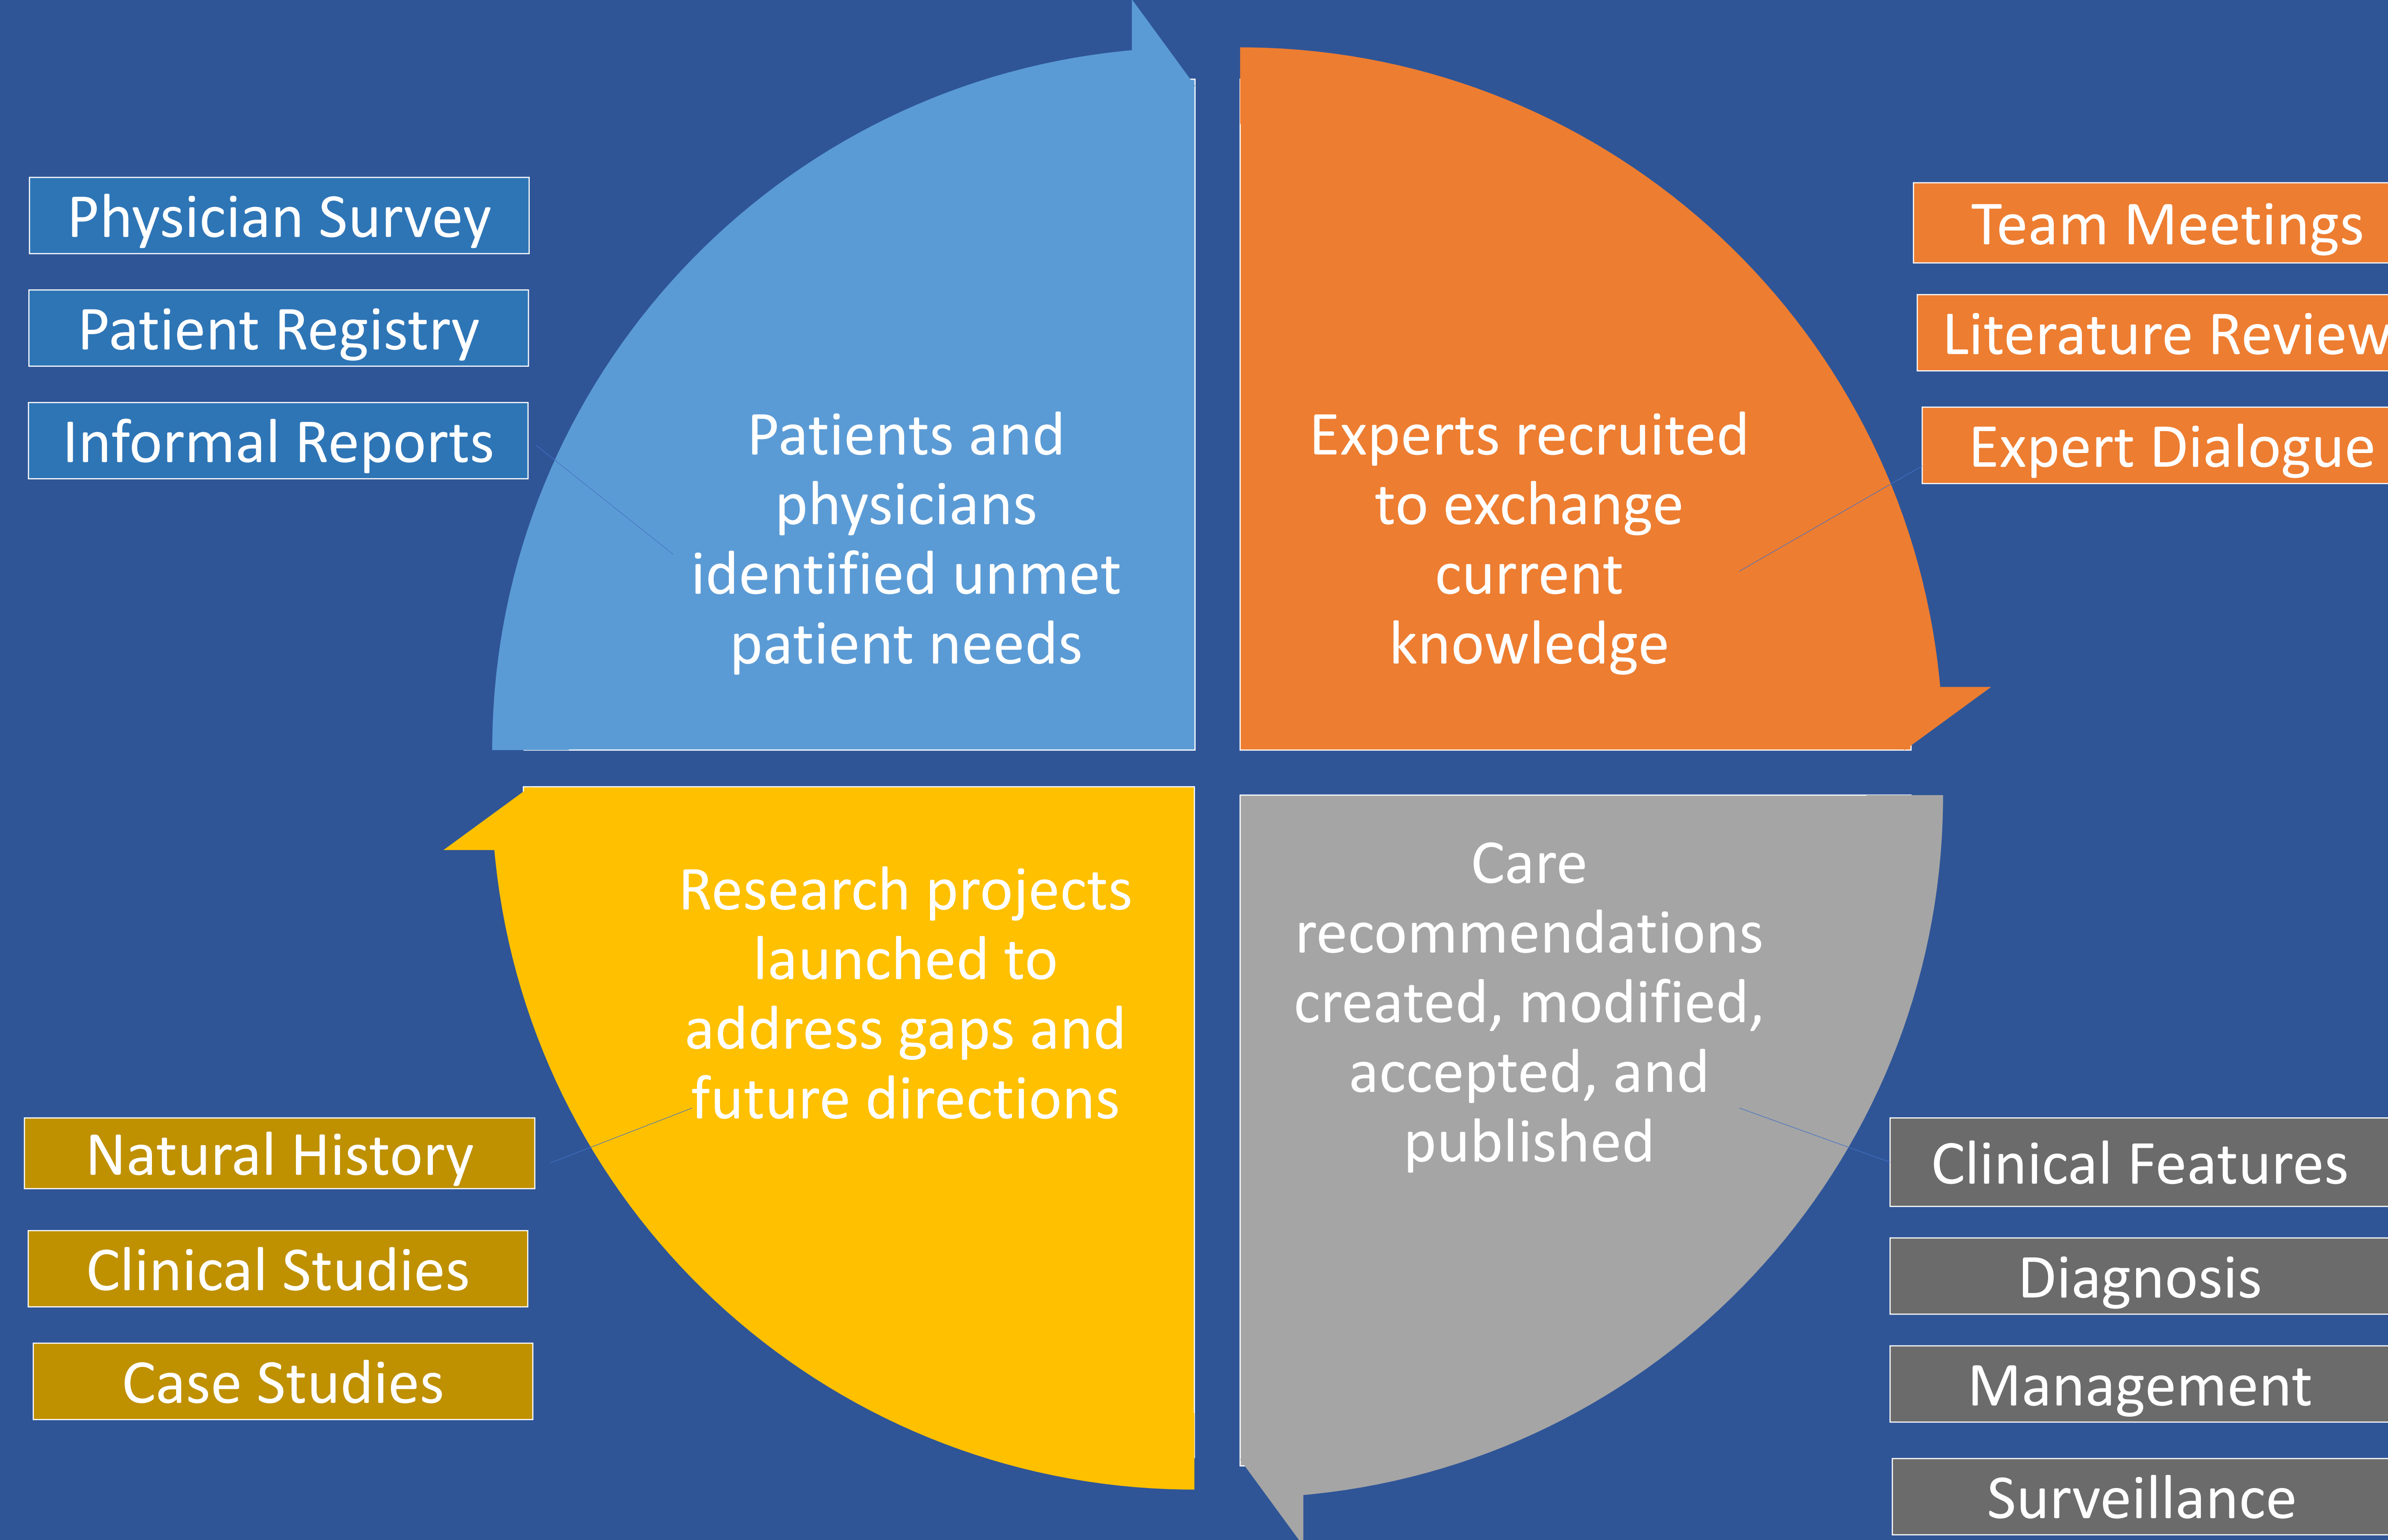 Physician Survey
Patient Registry
Informal Reports
Patients and
physicians
identified unmet
patient needs
Experts recruited
to exchange
current
knowledge
Team Meetings
Literature Review
Expert Dialogue
Research projects
launched to
address gaps and
future directions
Natural History
Clinical Studies
Case Studies
Care
recommendations
created, modified,
accepted, and
published
Clinical Features
Diagnosis
Management
Surveillance